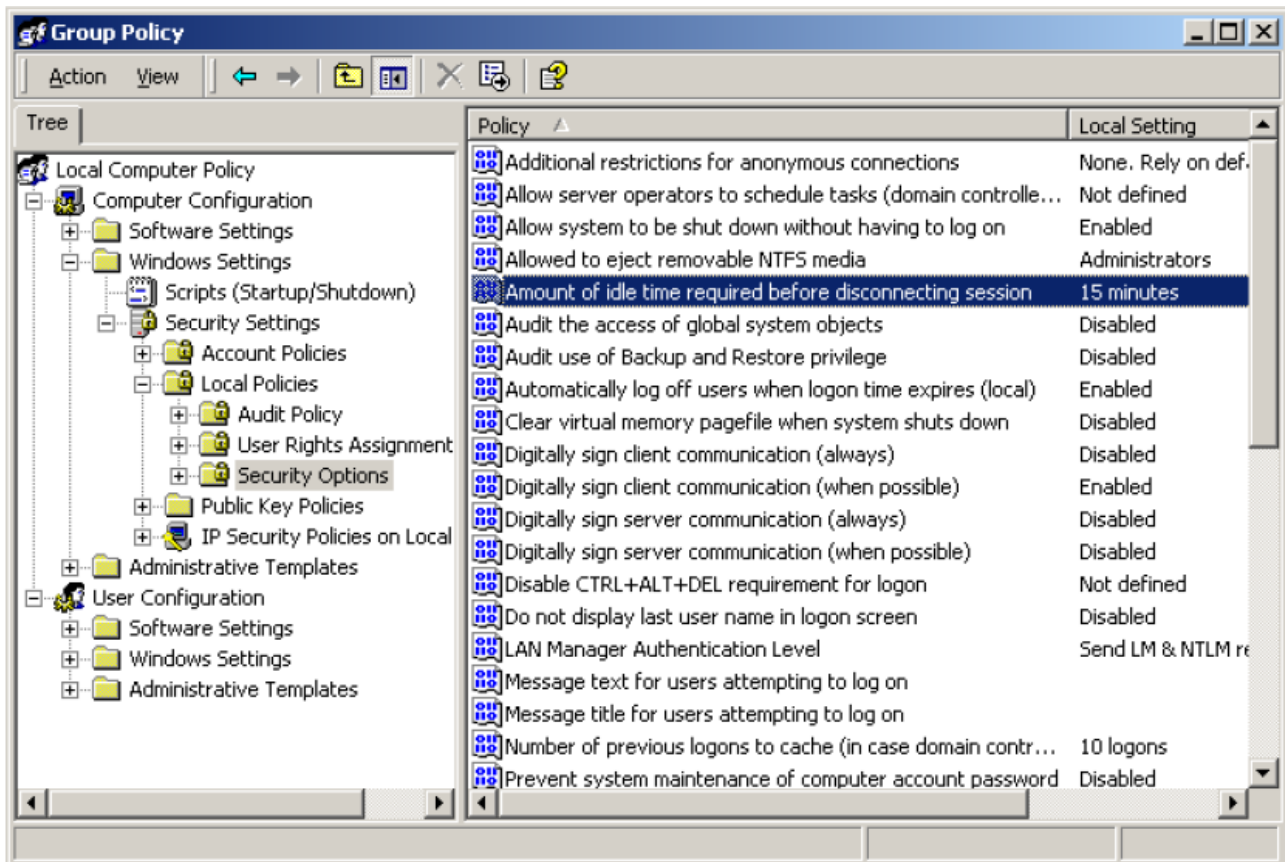 Group Policy
Action View
Tree
Local Computer Policy
Computer Configuration
Software Settings
Windows Settings
Scripts (Startup/Shutdown)
Security Settings
Account Policies
Local Policies
Audit Policy
User Rights Assignment
Security Options
Public Key Policies
IP Security Policies on Local
Administrative Templates
User Configuration
Software Settings
Windows Settings
Administrative Templates
Policy Local Setting
Additional restrictions for anonymous connections None. Rely on def
Allow server operators to schedule tasks (domain controlle... Not defined
Allow system to be shut down without having to log on Enabled
Allowed to eject removable NTFS media Administrators
Amount of idle time required before disconnecting session 15 minutes
Audit the access of global system objects Disabled
Audit use of Backup and Restore privilege Disabled
Automatically log off users when logon time expires (local) Enabled
Clear virtual memory pagefile when system shuts down Disabled
Digitally sign client communication (always) Disabled
Digitally sign client communication (when possible) Enabled
Digitally sign server communication (always) Disabled
Digitally sign server communication (when possible) Disabled
Disable CTRL+ALT+DEL requirement for logon Not defined
Do not display last user name in logon screen Disabled
LAN Manager Authentication Level Send LM & NTLM re
Message text for users attempting to log on
Message title for users attempting to log on
Number of previous logons to cache (in case domain contr... 10 logons
Prevent system maintenance of computer account password Disabled